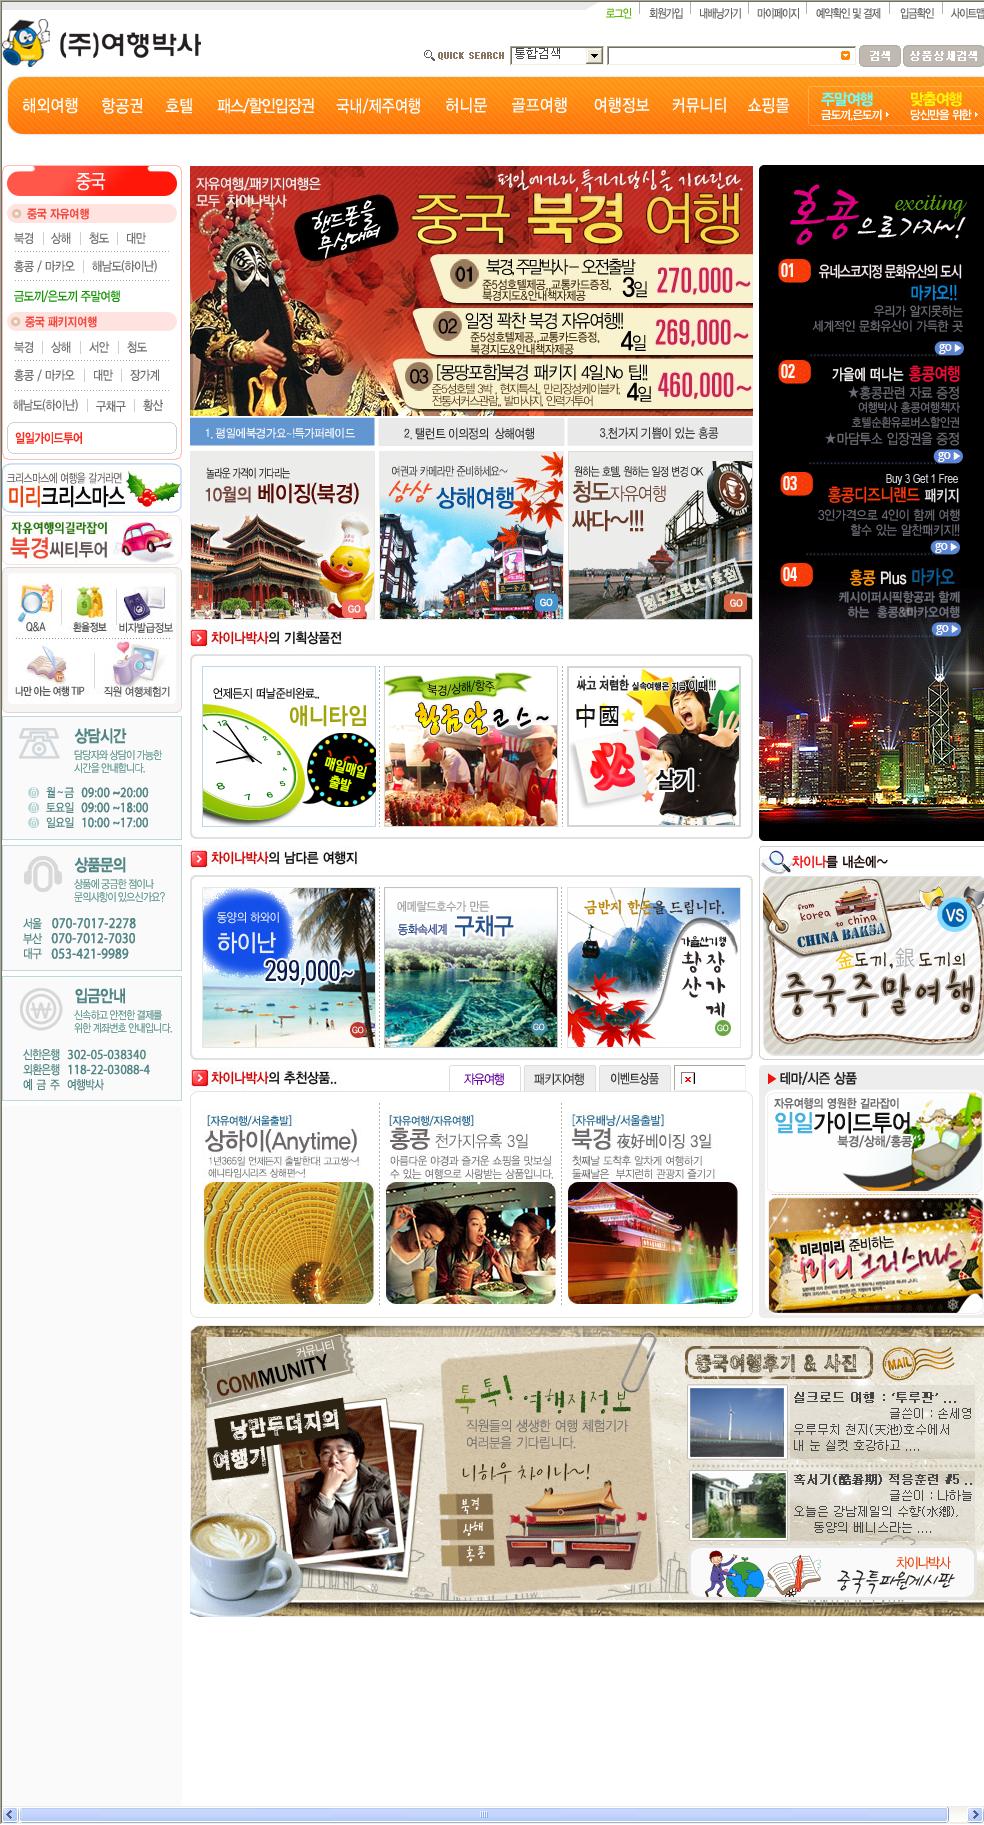 로그인 회원가입 내배낭가기 마이페이지 예약확인 및 결제 입금확인 사이트맵
(주)여행박사
QUICK SEARCH 통합검색 검색 상품상세검색
해외여행 항공권 호텔 패스/할인입장권 국내/제주여행 허니문 골프여행 여행정보 커뮤니티 쇼핑몰
주말여행 금도끼,은도끼
맞춤여행 당신만을 위한
중국
중국 자유여행
북경 상해 청도 대만
홍콩 / 마카오 해남도(하이난)
금도끼/은도끼 주말여행
중국 패키지여행
북경 상해 서안 청도
홍콩 / 마카오 대만 장가계
해남도(하이난) 구채구 황산
일일가이드투어
크리스마스에 여행을 갈거라면
미리크리스마스
자유여행의길라잡이
북경씨티투어
Q&A 환율정보 비자발급정보
나만 아는 여행 TIP 직원 여행체험기
상담시간
담당자와 상담이 가능한
시간을 안내합니다.
월~금 09:00 ~20:00
토요일 09:00 ~18:00
일요일 10:00 ~17:00
상품문의
상품에 궁금한 점이나
문의사항이 있으신가요?
서울 070-7017-2278
부산 070-7012-7030
대구 053-421-9989
입금안내
신속하고 안전한 결제를
위한 계좌번호 안내입니다.
신한은행 302-05-038340
외환은행 118-22-03088-4
예 금 주 여행박사
자유여행/패키지여행은
모두 차이나박사
평일에가라,특가가당신을 기다린다.
핸드폰을
무상대여
중국 북경 여행
01 북경,주말박사 - 오전출발
준5성호텔제공, 교통카드증정,
북경지도&안내책자제공
3일 270,000~
02 일정 꽉찬 북경 자유여행!!
준5성호텔제공, 교통카드증정,
북경지도&안내책자제공
4일 269,000~
03 [몽땅포함]북경 패키지 4일,No 팁!!
준5성호텔 3박 , 현지특식, 만리장성케이블카,
전통서커스관람,, 발마사지, 인력거투어
4일 460,000~
1. 평일에북경가요~!특가퍼레이드 2. 탤런트 이의정의 상해여행 3.천가지 기쁨이 있는 홍콩
놀라운 가격이 기다리는
10월의 베이징(북경)
GO
여권과 카메라만 준비하세요~
상상 상해여행
GO
원하는 호텔, 원하는 일정 변경 OK
청도자유여행
싸다~!!!
청도프린스1호점
GO
차이나박사의 기획상품전
언제든지 떠날준비완료..
애니타임
매일매일
출발
북경/상해/항주
황금알 코스~
싸고 저렴한 실속여행은 지금 이때!!!
中國
必
살기
차이나박사의 남다른 여행지
동양의 하와이
하이난
299,000~
GO
에메랄드호수가 만든
동화속세계 구채구
GO
금반지 한돈을 드립니다.
가을산기행
황산
장가계
GO
차이나박사의 추천상품..
자유여행 패키지여행 이벤트상품
[자유여행/서울출발]
상하이(Anytime)
1년365일 언제든지 출발한다! 고고씽~!
애니타임시리즈 상해편~!
[자유여행/자유여행]
홍콩 천가지유혹 3일
아름다운 야경과 즐거운 쇼핑을 맛보실
수 있는 여행으로 사랑받는 상품입니다.
[자유배낭/서울출발]
북경 夜好베이징 3일
첫째날 도착후 알차게 여행하기
둘째날은 부지런히 관광지 즐기기
홍콩으로가자~!
exciting
01 유네스코지정 문화유산의 도시
마카오!!
우리가 알지못하는
세계적인 문화유산이 가득한 곳
go
02 가을에 떠나는 홍콩여행
★홍콩관련 자료 증정
여행박사 홍콩여행책자
호텔순환유로버스할인권
★마담투소 입장권을 증정
go
03 Buy 3 Get 1 Free
홍콩디즈니랜드 패키지
3인가격으로 4인이 함께 여행
할수 있는 알찬패키지!!
go
04 홍콩 Plus 마카오
케시이퍼시픽항공과 함께
하는 홍콩&마카오여행
go
차이나를 내손에~
from korea to china
CHINA BAKSA
VS
金도끼,銀도끼의
중국주말여행
테마/시즌 상품
자유여행의 영원한 길라잡이
일일가이드투어
북경/상해/홍콩
미리미리 준비하는
미리 크리스마스
커뮤니티
COMMUNITY
낭만두더지의
여행기
톡톡! 여행지정보
직원들의 생생한 여행 체험기가
여러분을 기다립니다.
니하우 차이나~!
북경
상해
홍콩
중국여행후기 & 사진
MAIL
실크로드 여행 : '투루판' ...
글쓴이 : 손세영
우루무치 천지(天池)호수에서
내 눈 실컷 호강하고 ....
혹서기(酷暑期) 적응훈련 #5 ..
글쓴이 : 나하늘
오늘은 강남제일의 수향(水鄕),
동양의 베니스라는 ....
차이나박사
중국특파원게시판